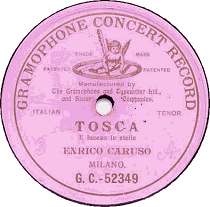 GRAMOPHONE CONCERT RECORD
TRADE MARK
PATENTED PATENTED
Manufactured by
The Gramophone and Typewriter Ltd.,
and Sister Companies.
ITALIAN TENOR
TOSCA
E lucean le stelle
ENRICO CARUSO
MILANO.
G. C.-52349